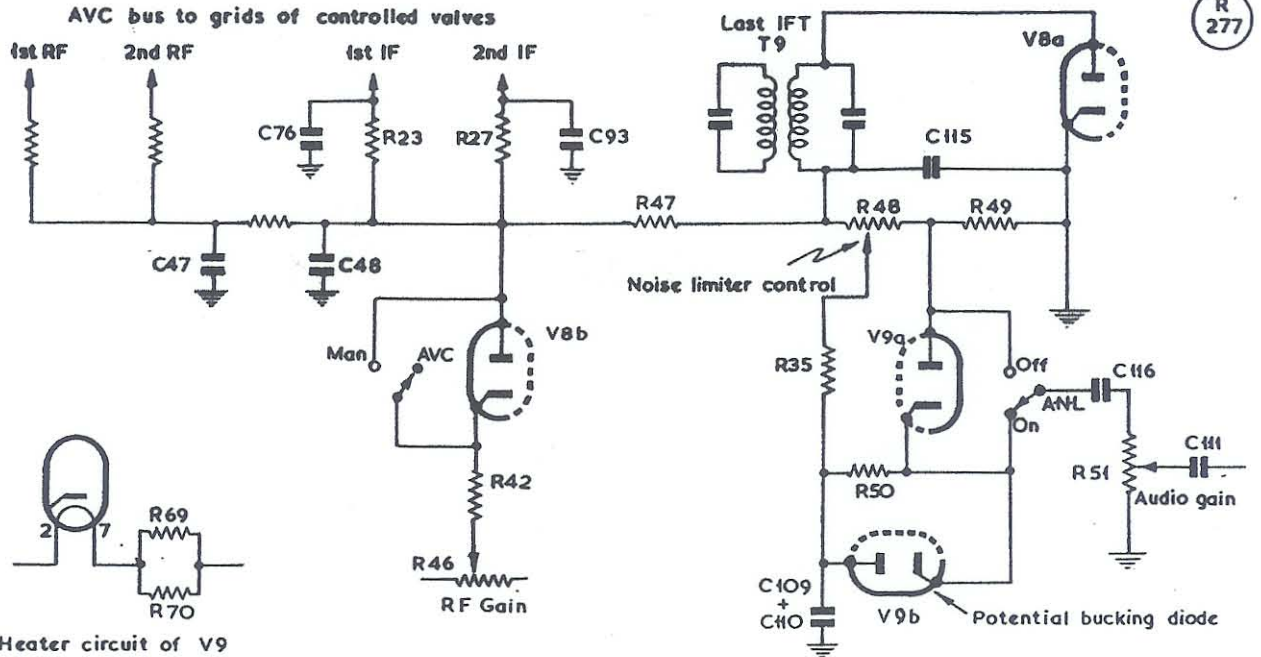 AVC bus to grids of controlled valves
R
277
1st RF
2nd RF
1st IF
2nd IF
Last IFT
T9
V8a
C76
R23
R27
C93
C115
R47
R48
R49
C47
C48
Noise limiter control
Man
AVC
V8b
V9a
R35
Off
C116
A·N·L
On
R42
R50
R51
C111
Audio gain
2
7
R69
R46
R70
RF Gain
C109
+
C110
V9b
Potential bucking diode
Heater circuit of V9